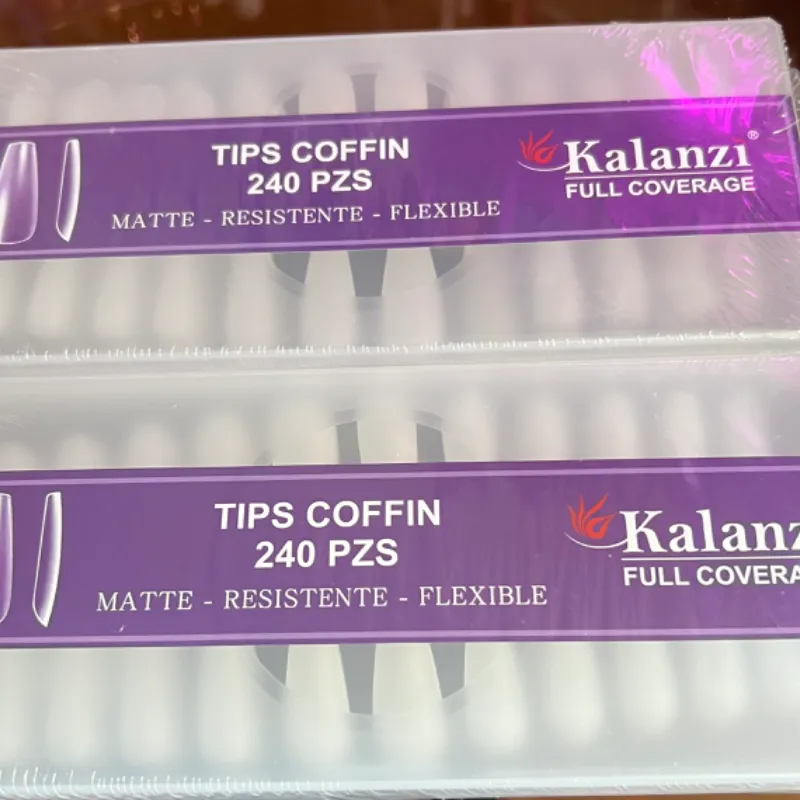 TIPS COFFIN
240 PZS
MATTE - RESISTENTE - FLEXIBLE
Kalanzi®
FULL COVERAGE
TIPS COFFIN
240 PZS
MATTE - RESISTENTE - FLEXIBLE
Kalanz
FULL COVERA